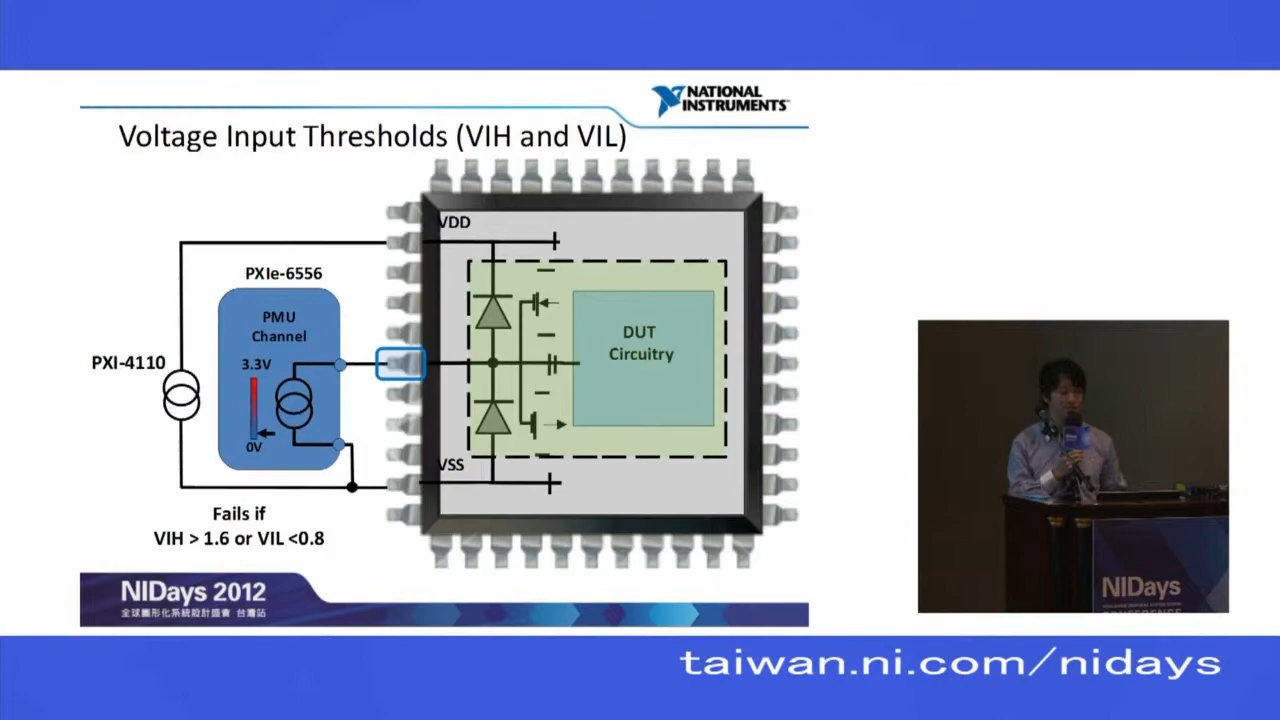 NATIONAL
INSTRUMENTS™
Voltage Input Thresholds (VIH and VIL)
VDD
PXIe-6556
PMU
Channel
3.3V
0V
PXI-4110
DUT
Circuitry
VSS
Fails if
VIH > 1.6 or VIL <0.8
NIDays 2012
全球圖形化系統設計盛會 台灣站
NIDays
CONFERENCE
taiwan.ni.com/nidays